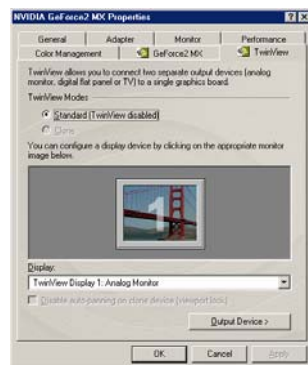 NVIDIA GeForce2 MX Properties
General Adapter Monitor Performance
Color Management GeForce2 MX TwinView
TwinView allows you to connect two separate output devices (analog
monitor, digital flat panel or TV) to a single graphics board.
TwinView Modes
Standard (TwinView disabled)
Clone
You can configure a display device by clicking on the appropriate monitor
image below.
1
Display:
TwinView Display 1: Analog Monitor
Disable auto-panning on clone device (viewport lock)
Output Device >
OK Cancel Apply